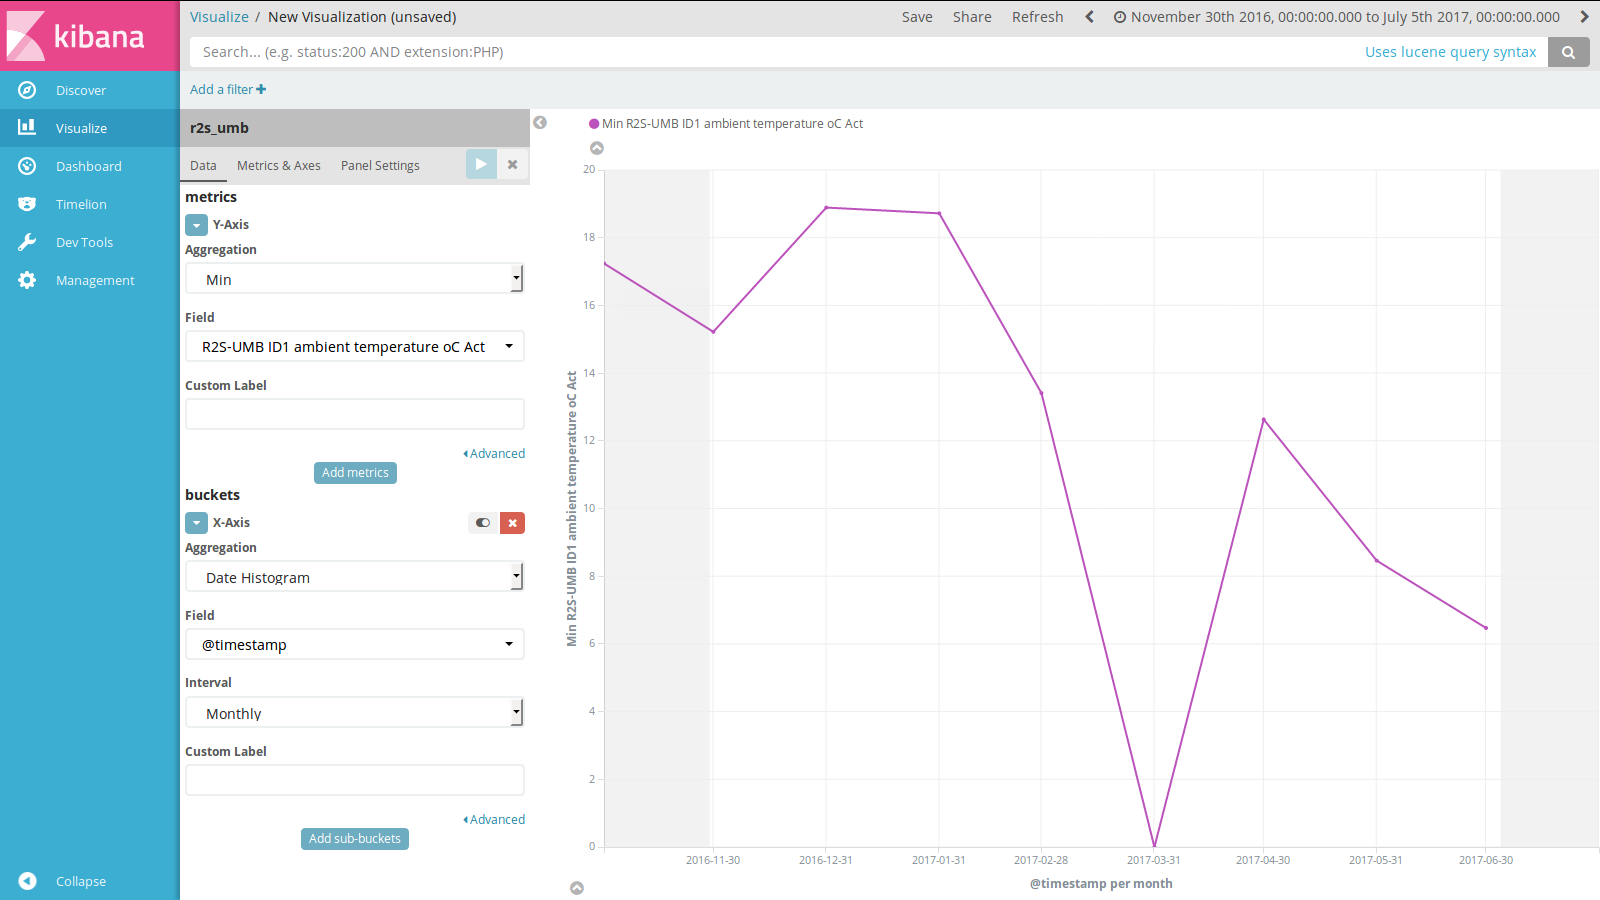 kibana
Discover
Visualize
Dashboard
Timelion
Dev Tools
Management
Collapse
Visualize / New Visualization (unsaved)
Save Share Refresh November 30th 2016, 00:00:00.000 to July 5th 2017, 00:00:00.000
Search... (e.g. status:200 AND extension:PHP) Uses lucene query syntax
Add a filter
r2s_umb
Data Metrics & Axes Panel Settings
metrics
Y-Axis
Aggregation
Min
Field
R2S-UMB ID1 ambient temperature oC Act
Custom Label
Advanced
Add metrics
buckets
X-Axis
Aggregation
Date Histogram
Field
@timestamp
Interval
Monthly
Custom Label
Advanced
Add sub-buckets
Min R2S-UMB ID1 ambient temperature oC Act
Min R2S-UMB ID1 ambient temperature oC Act
20
18
16
14
12
10
8
6
4
2
0
2016-11-30 2016-12-31 2017-01-31 2017-02-28 2017-03-31 2017-04-30 2017-05-31 2017-06-30
@timestamp per month